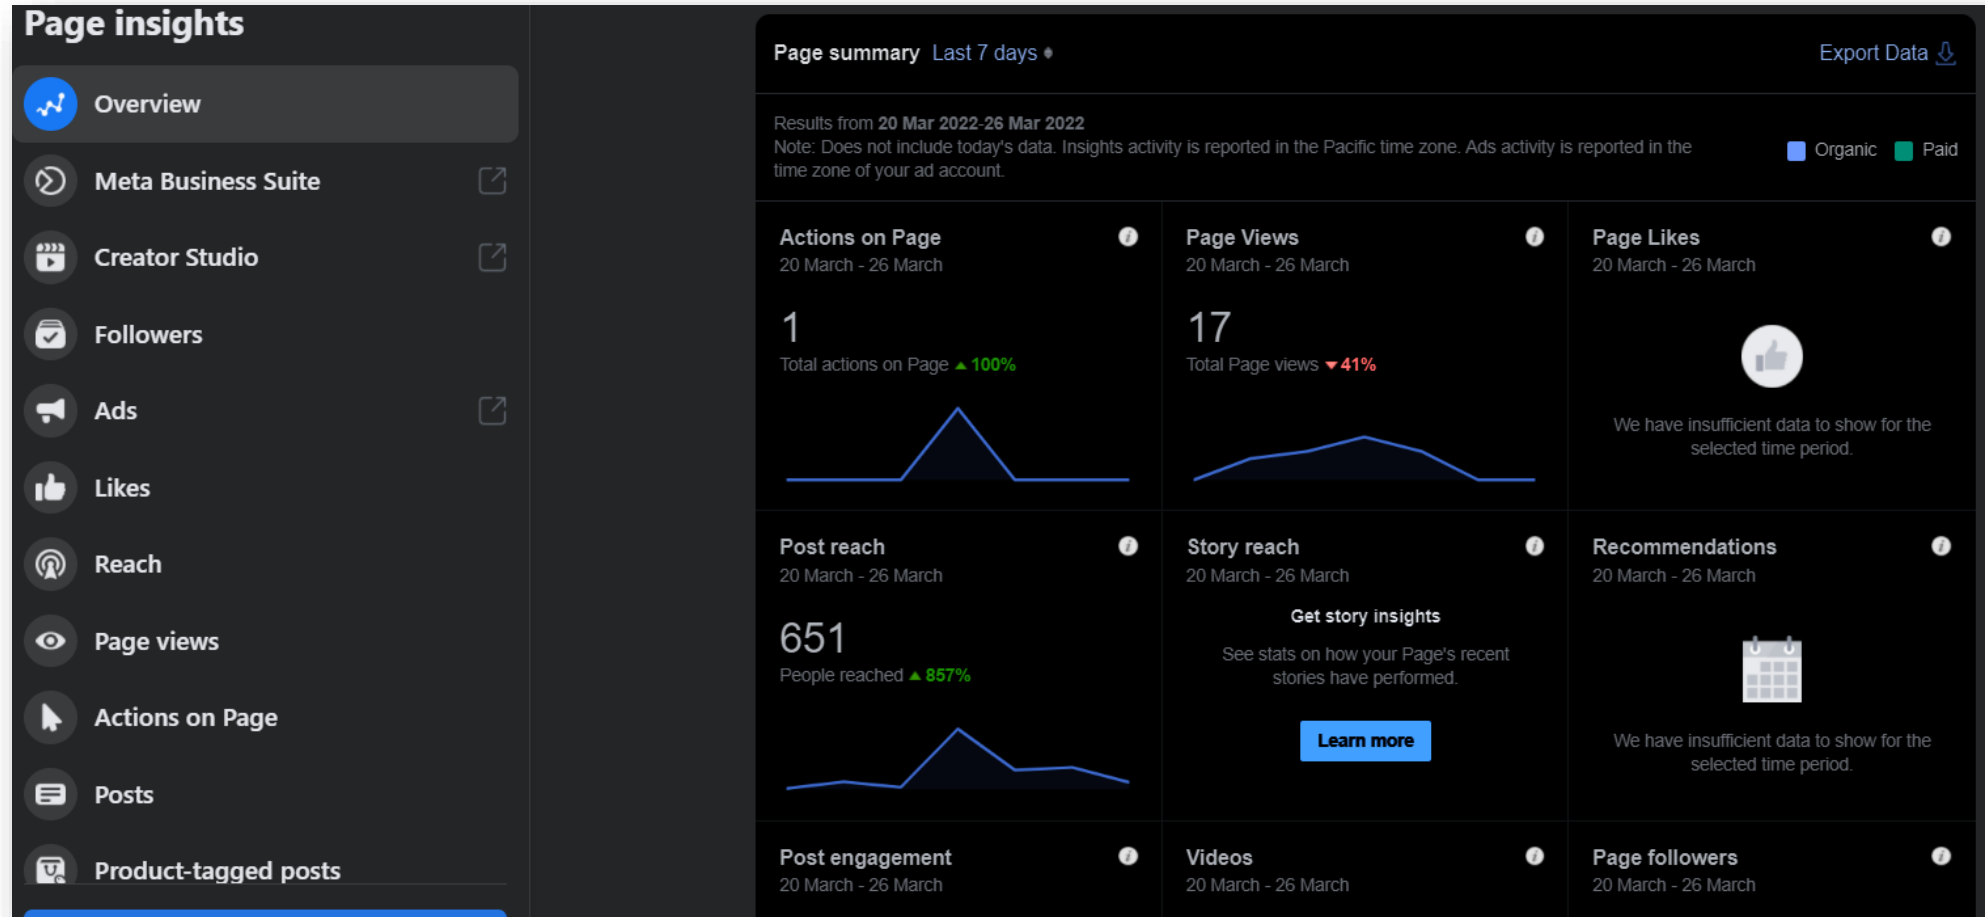 Page insights
Overview
Meta Business Suite
Creator Studio
Followers
Ads
Likes
Reach
Page views
Actions on Page
Posts
Product-tagged posts
Page summary Last 7 days
Export Data
Results from 20 Mar 2022-26 Mar 2022
Note: Does not include today's data. Insights activity is reported in the Pacific time zone. Ads activity is reported in the
time zone of your ad account.
Organic Paid
Actions on Page
20 March - 26 March
1
Total actions on Page 100%
Page Views
20 March - 26 March
17
Total Page views 41%
Page Likes
20 March - 26 March
We have insufficient data to show for the
selected time period.
Post reach
20 March - 26 March
651
People reached 857%
Story reach
20 March - 26 March
Get story insights
See stats on how your Page's recent
stories have performed.
Learn more
Recommendations
20 March - 26 March
We have insufficient data to show for the
selected time period.
Post engagement
20 March - 26 March
Videos
20 March - 26 March
Page followers
20 March - 26 March